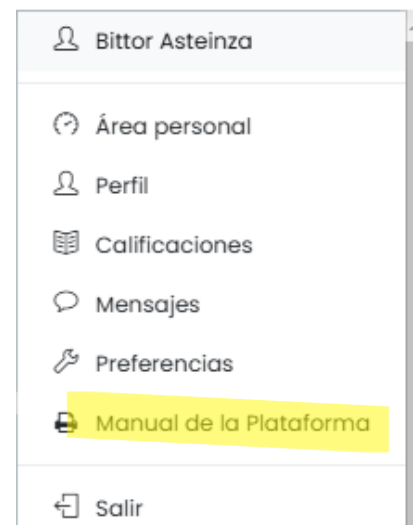 Bittor Asteinza
Área personal
Perfil
Calificaciones
Mensajes
Preferencias
Manual de la Plataforma
Salir